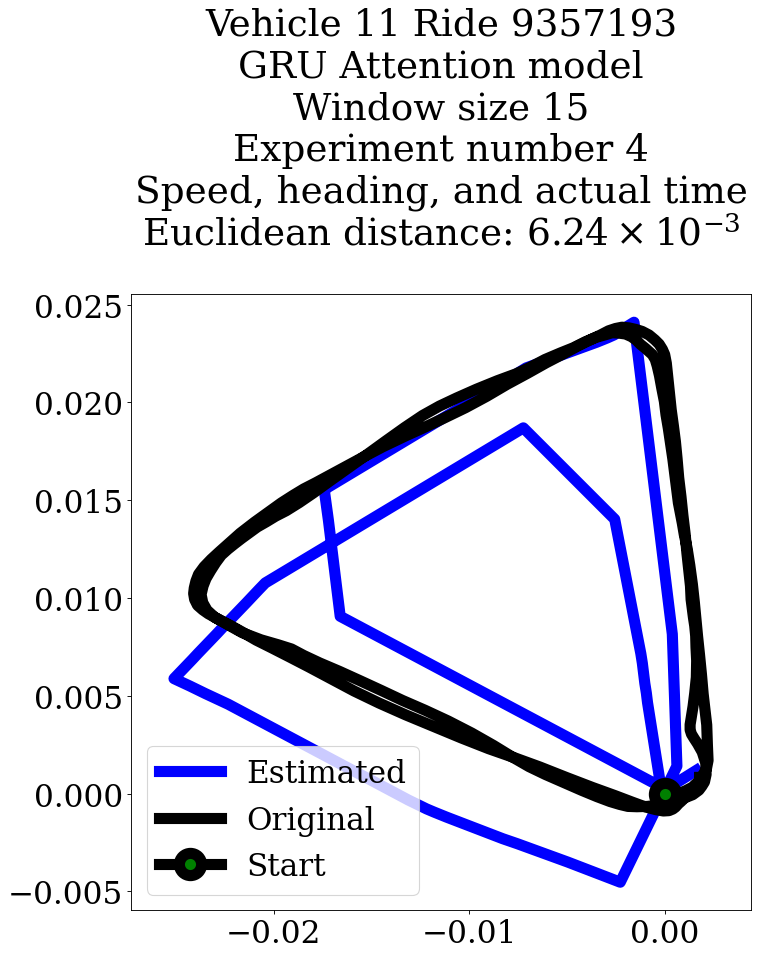 Vehicle 11 Ride 9357193
GRU Attention model
Window size 15
Experiment number 4
Speed, heading, and actual time
Euclidean distance: 6.24 × 10⁻³
0.025
0.020
0.015
0.010
0.005
0.000
−0.005
Estimated
Original
Start
−0.02
−0.01
0.00